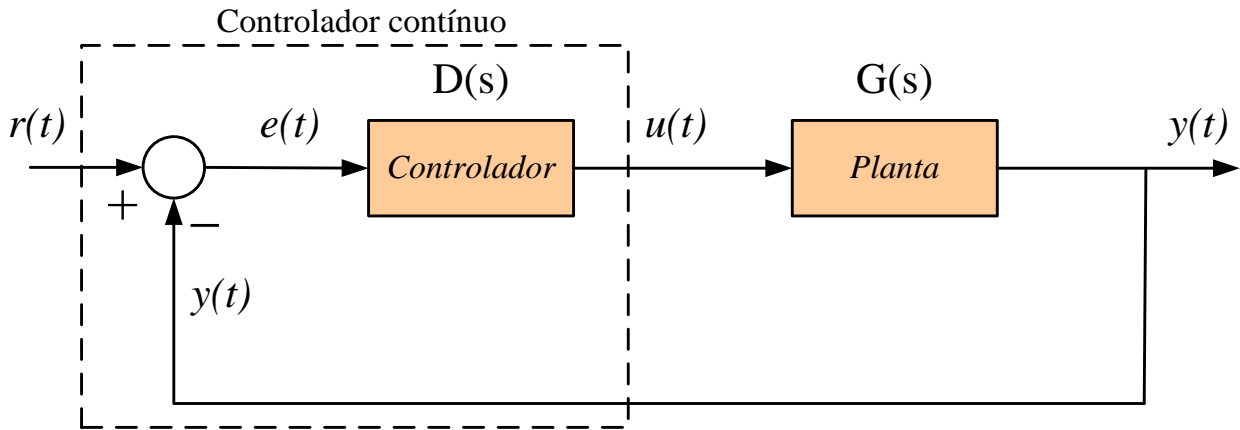 Controlador contínuo
D(s)
G(s)
r(t)
e(t)
u(t)
y(t)
Controlador
Planta
+
−
y(t)